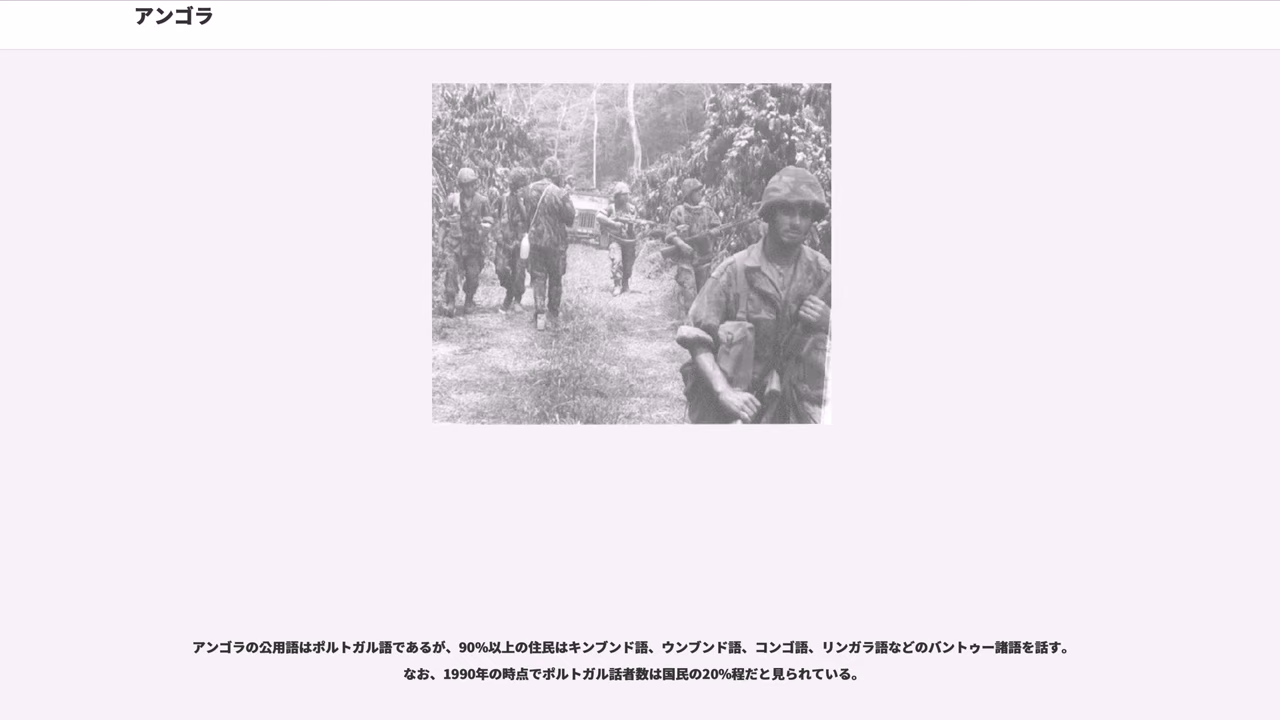 アンゴラ
アンゴラの公用語はポルトガル語であるが、90%以上の住民はキンブンド語、ウンブンド語、コンゴ語、リンガラ語などのバントゥー諸語を話す。
なお、1990年の時点でポルトガル話者数は国民の20%程だと見られている。